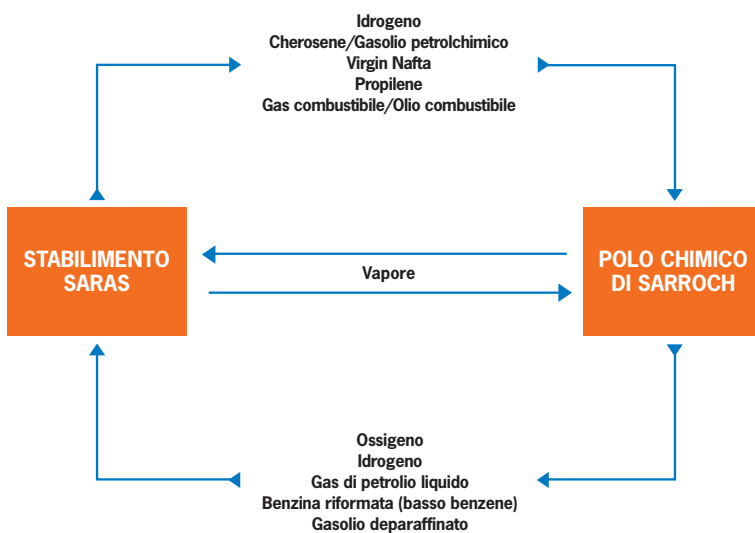 Idrogeno
Cherosene/Gasolio petrolchimico
Virgin Nafta
Propilene
Gas combustibile/Olio combustibile
STABILIMENTO
SARAS
Vapore
POLO CHIMICO
DI SARROCH
Ossigeno
Idrogeno
Gas di petrolio liquido
Benzina riformata (basso benzene)
Gasolio deparaffinato